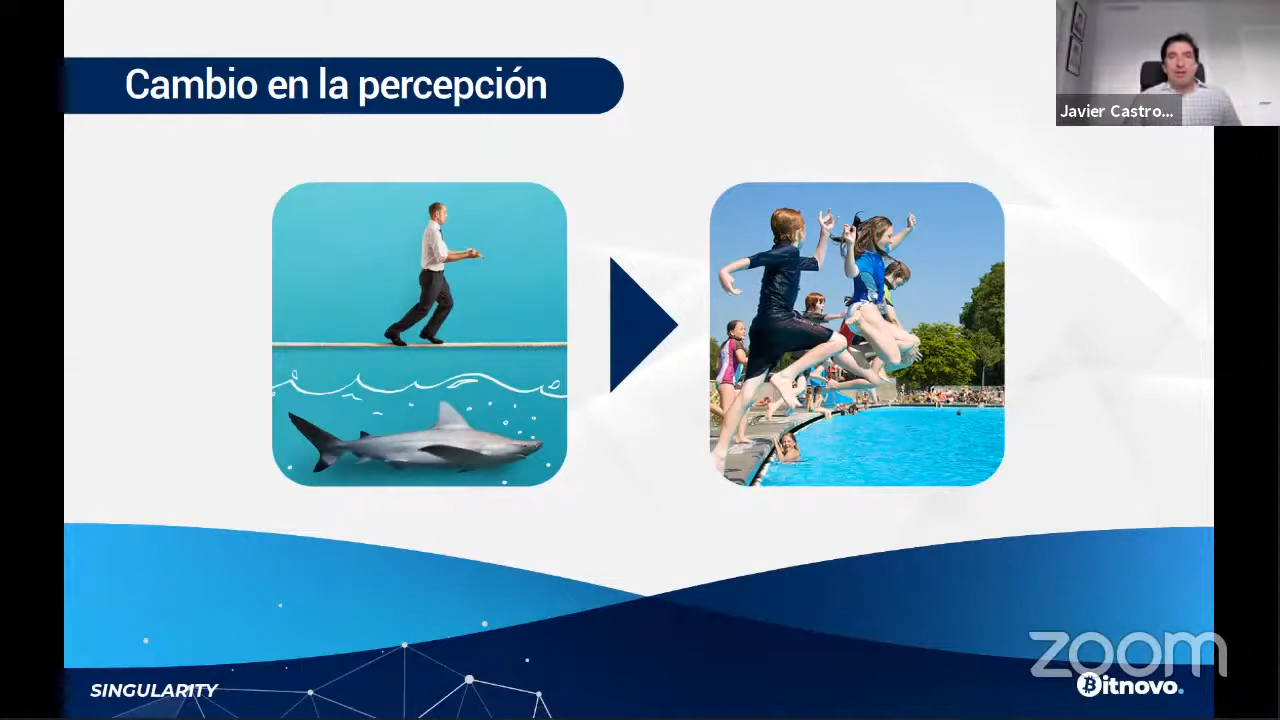 Cambio en la percepción
Javier Castro...
SINGULARITY
zoom
Bitnovo.